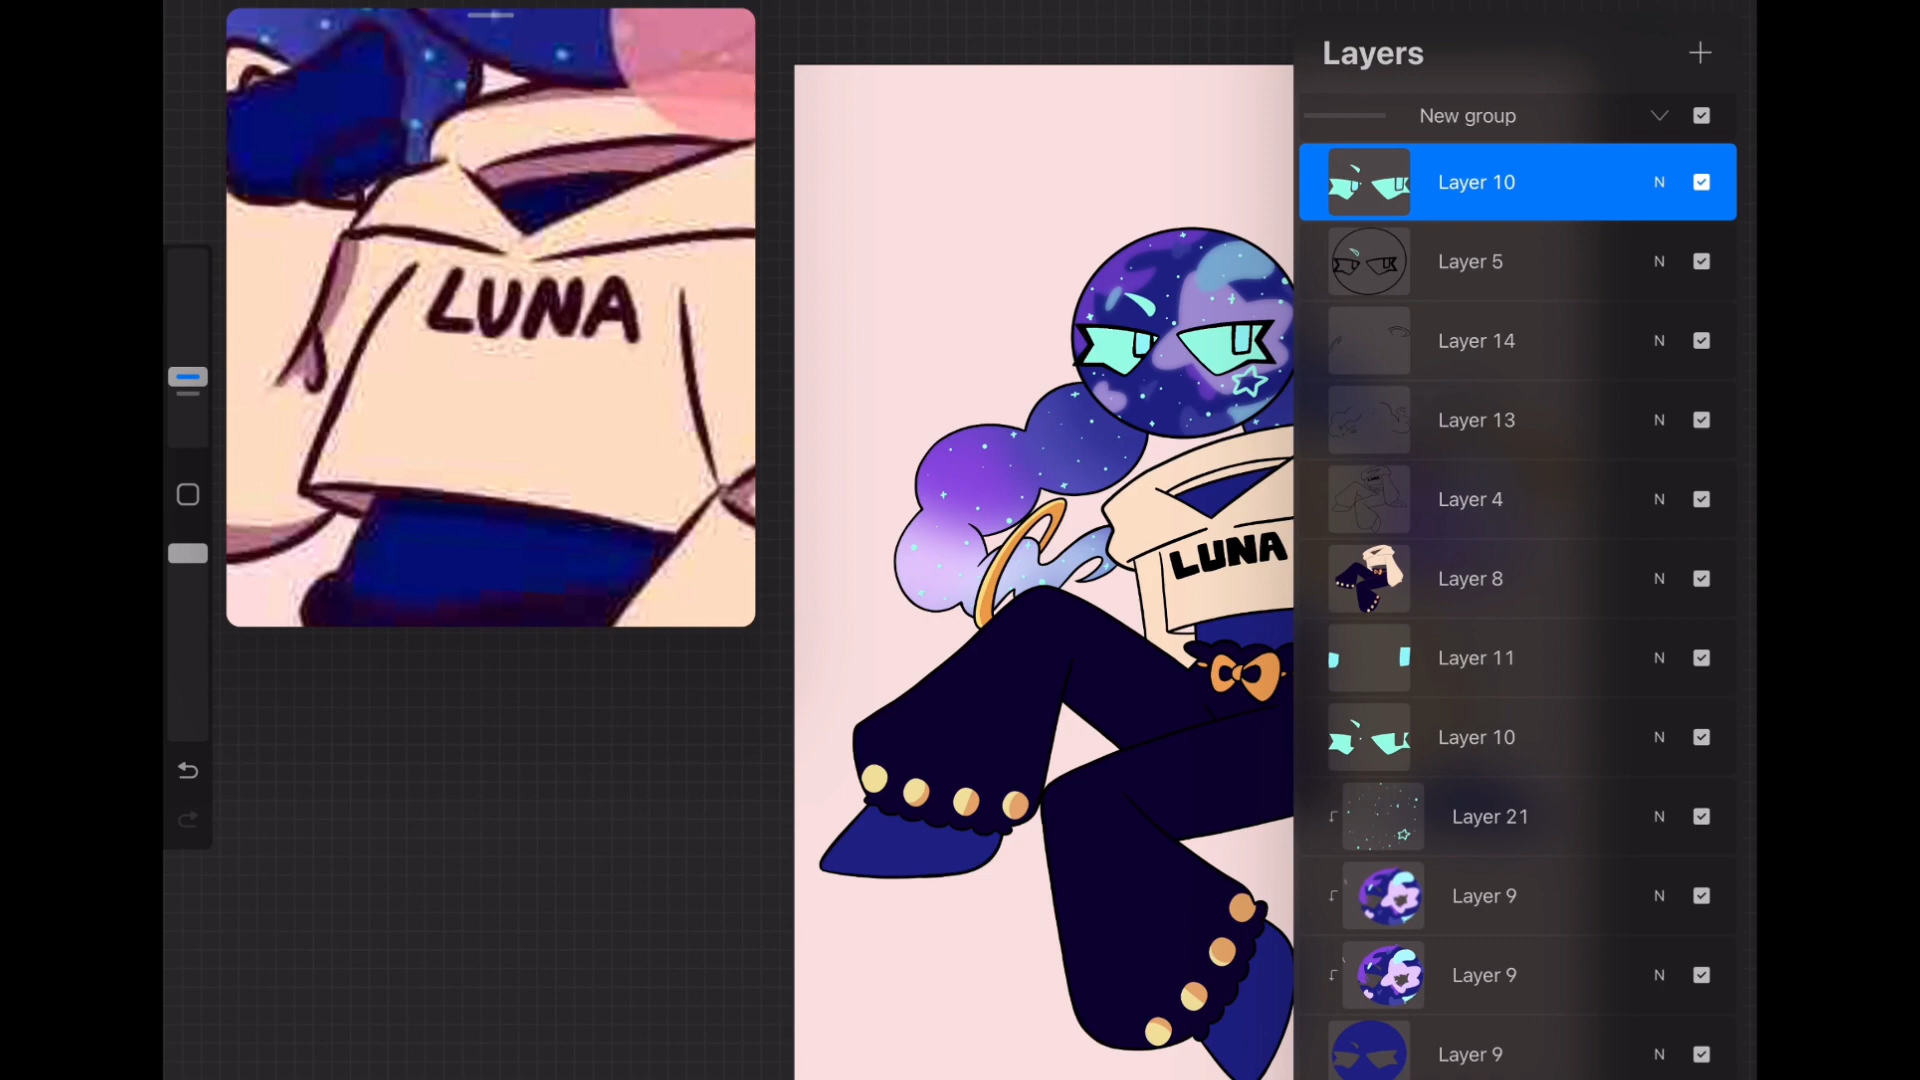 LUNA
LUNA
Layers
New group
Layer 10 N
Layer 5 N
Layer 14 N
Layer 13 N
Layer 4 N
Layer 8 N
Layer 11 N
Layer 10 N
Layer 21 N
Layer 9 N
Layer 9 N
Layer 9 N